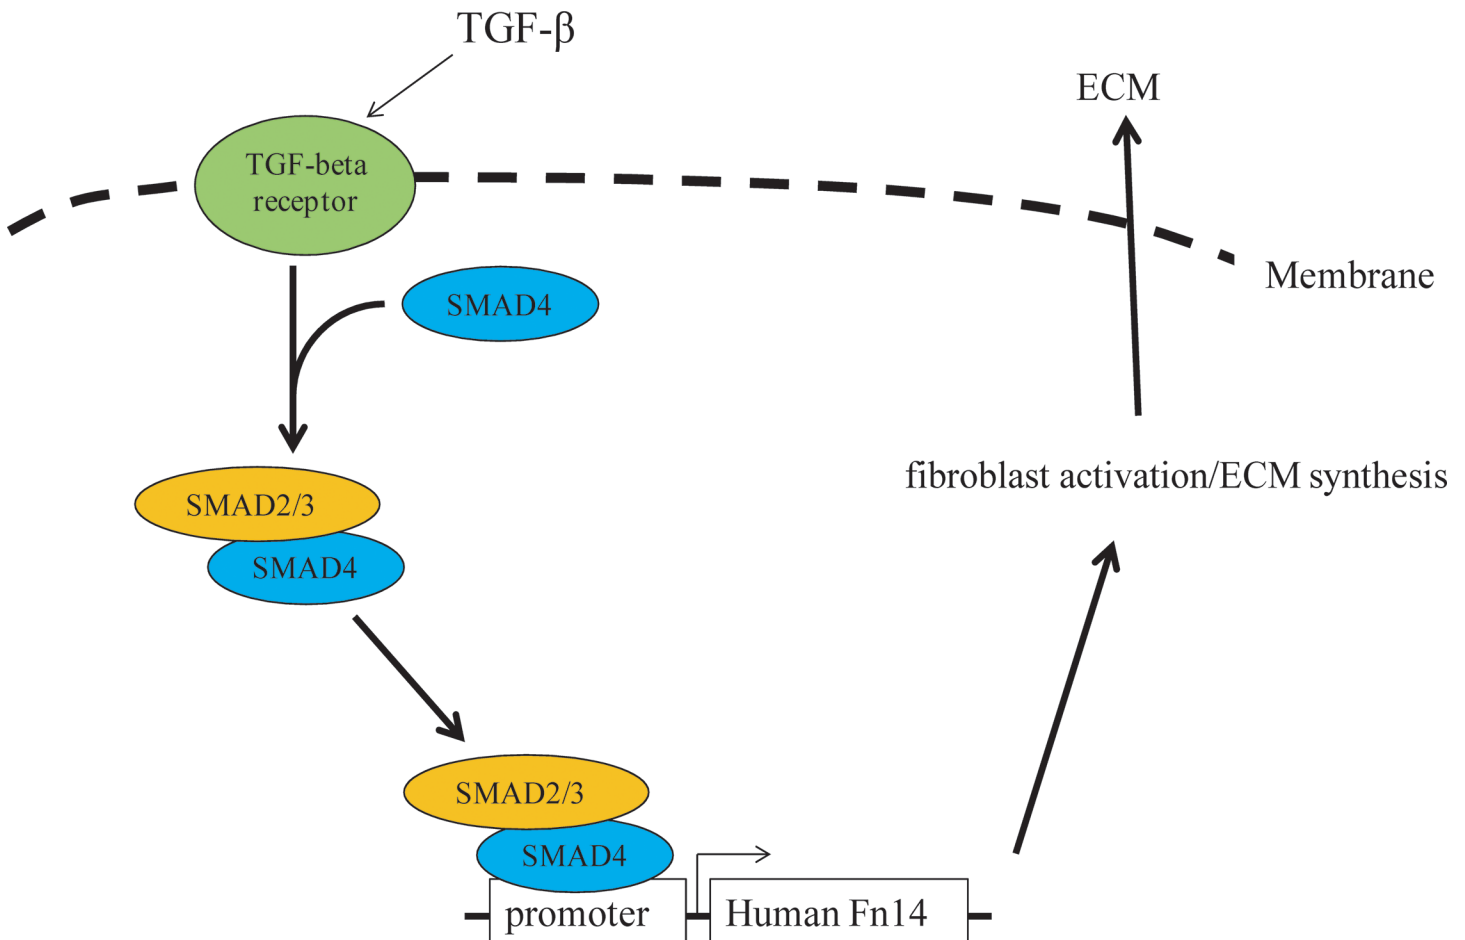 TGF-β
ECM
TGF-beta
receptor
Membrane
SMAD4
fibroblast activation/ECM synthesis
SMAD2/3
SMAD4
SMAD2/3
SMAD4
promoter
Human Fn14